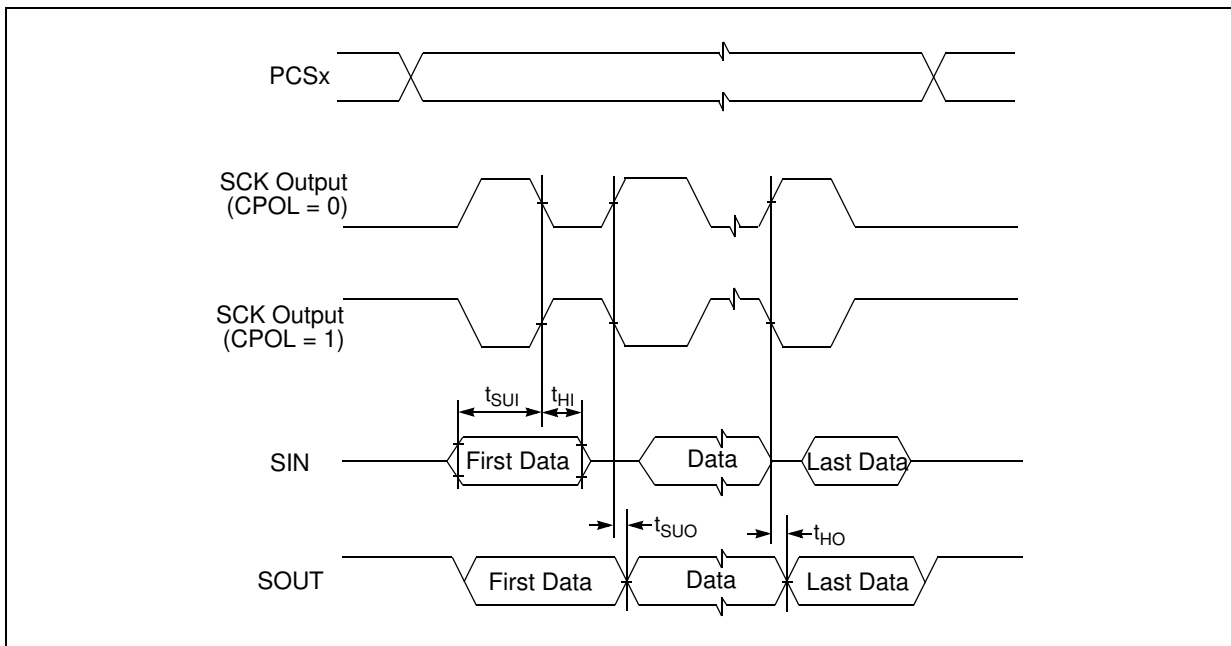 PCSx
SCK Output
(CPOL = 0)
SCK Output
(CPOL = 1)
tSUI
tHI
SIN
First Data
Data
Last Data
tSUO
tHO
SOUT
First Data
Data
Last Data